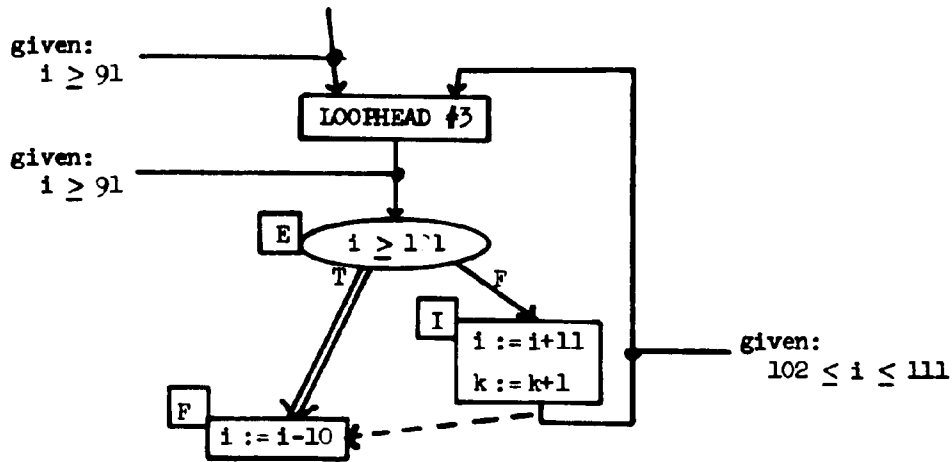 given:
i ≥ 91
LOOPHEAD #3
given:
i ≥ 91
E
i ≥
T
F
I
i := i+11
k := k+1
given:
102 ≤ i ≤ 111
F
i := i-10